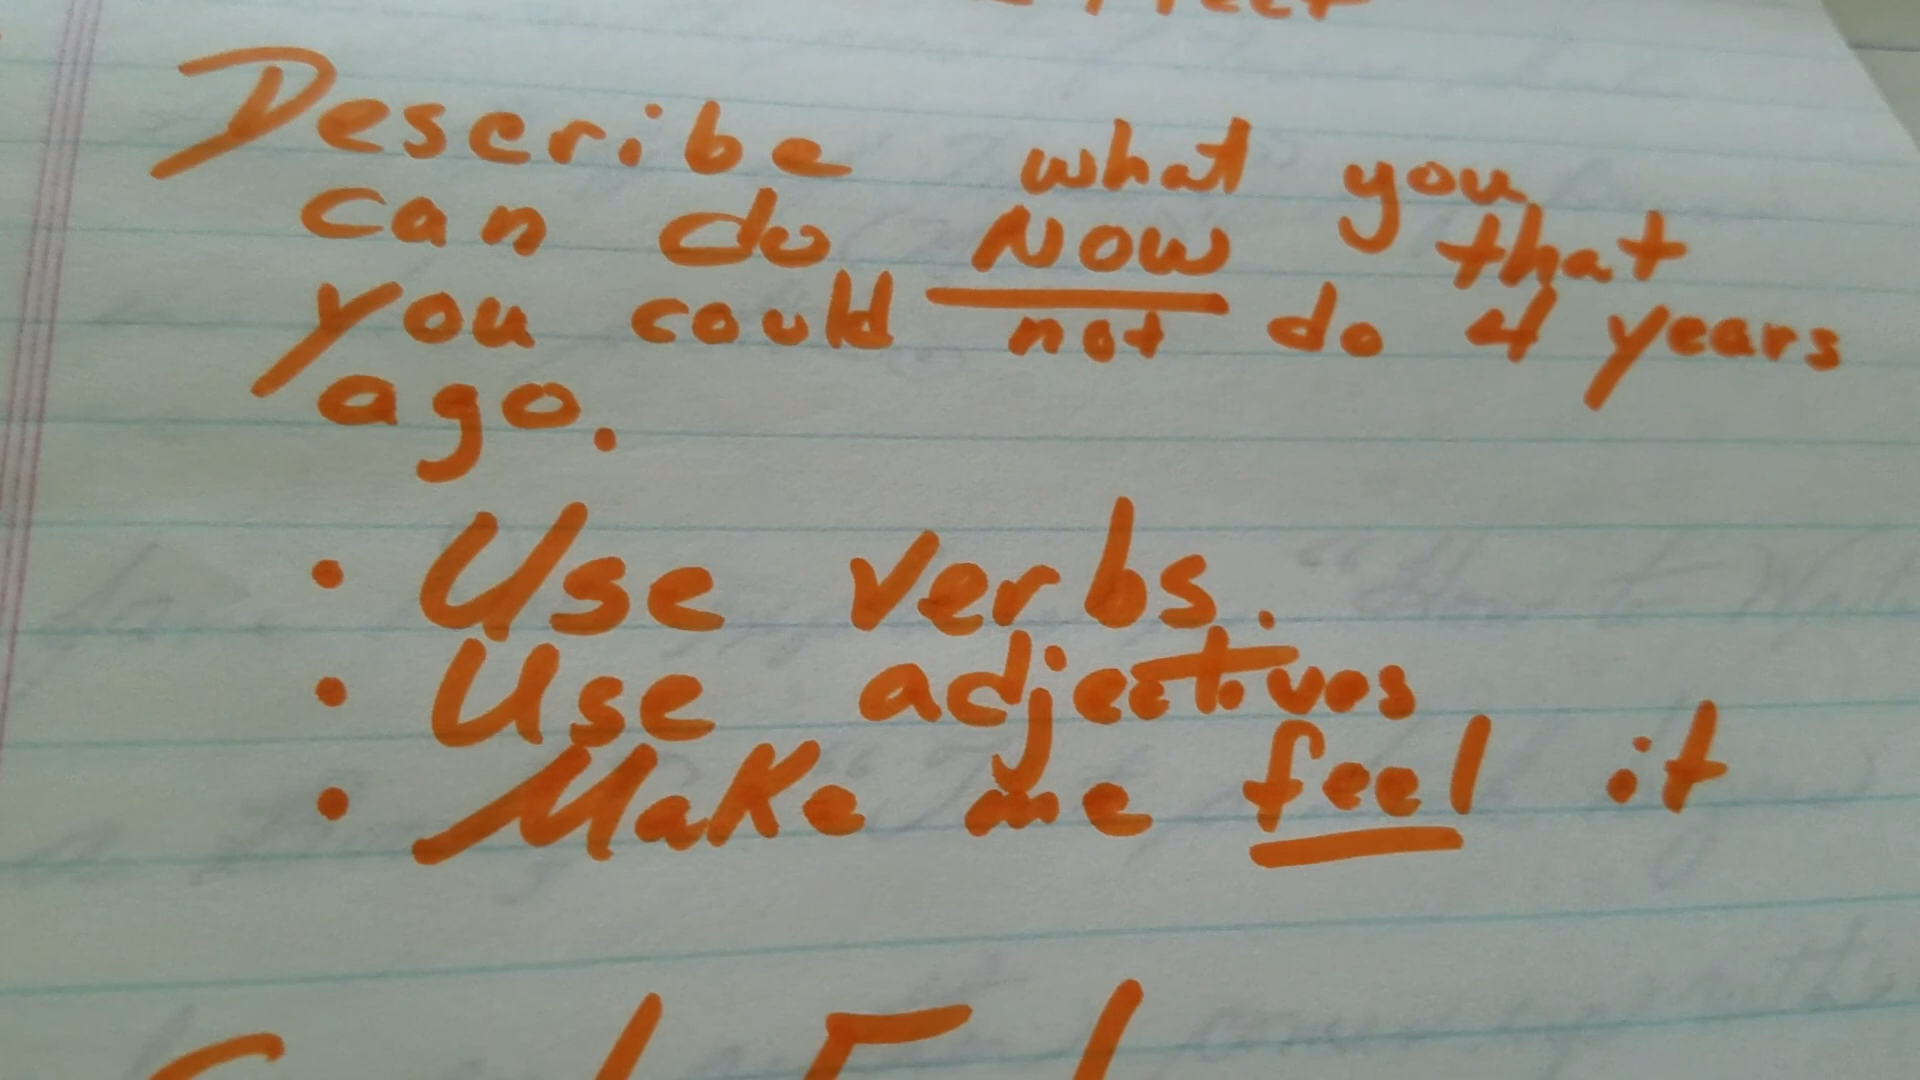 Describe what you
can do NOW that
you could not do 4 years
ago.
• Use verbs.
• Use adjectives
• Make me feel it